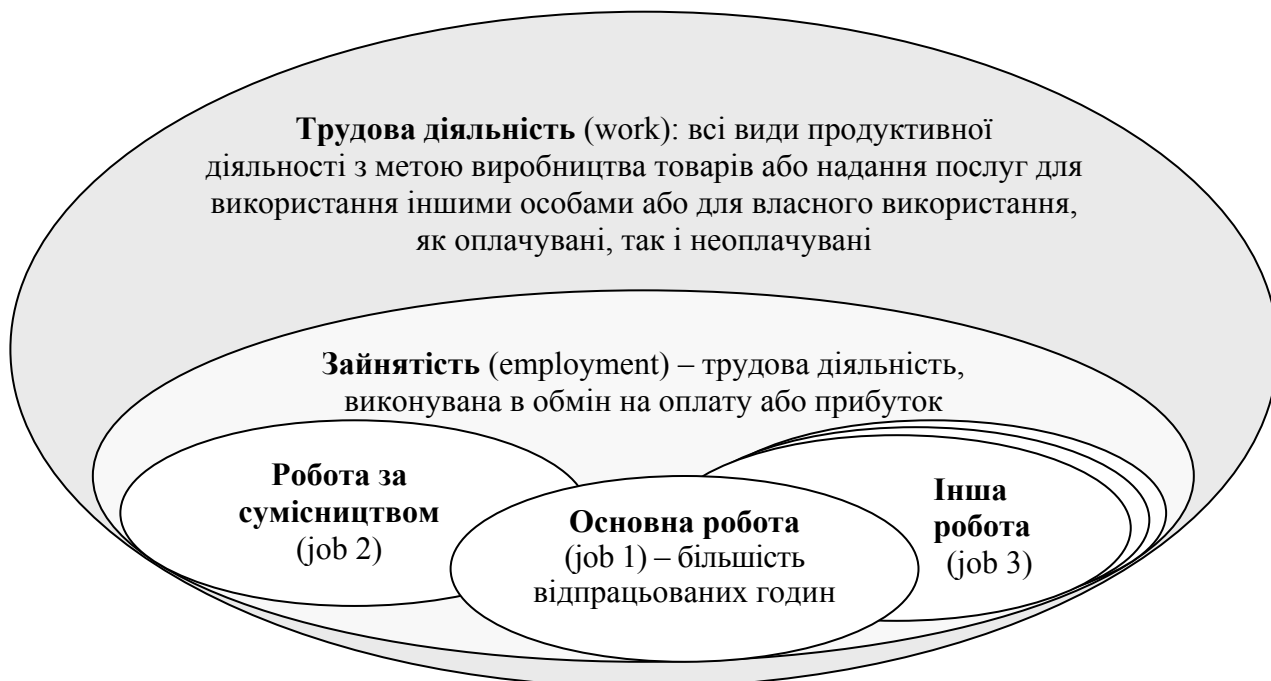 Трудова діяльність (work): всі види продуктивної
діяльності з метою виробництва товарів або надання послуг для
використання іншими особами або для власного використання,
як оплачувані, так і неоплачувані
Зайнятість (employment) – трудова діяльність,
виконувана в обмін на оплату або прибуток
Робота за
сумісництвом
(job 2)
Основна робота
(job 1) – більшість
відпрацьованих годин
Інша
робота
(job 3)